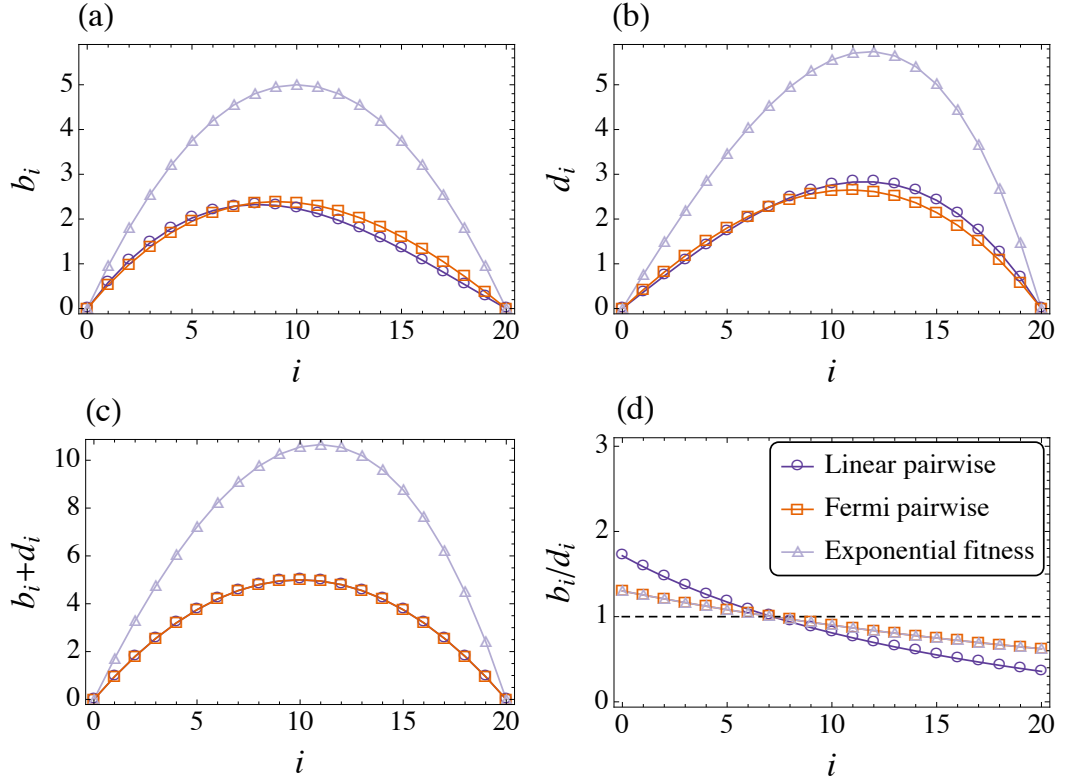 (a)
b_i
5
4
3
2
1
0
0 5 10 15 20
i
(b)
d_i
5
4
3
2
1
0
0 5 10 15 20
i
(c)
b_i+d_i
10
8
6
4
2
0
0 5 10 15 20
i
(d)
b_i/d_i
3
2
1
0
Linear pairwise
Fermi pairwise
Exponential fitness
0 5 10 15 20
i